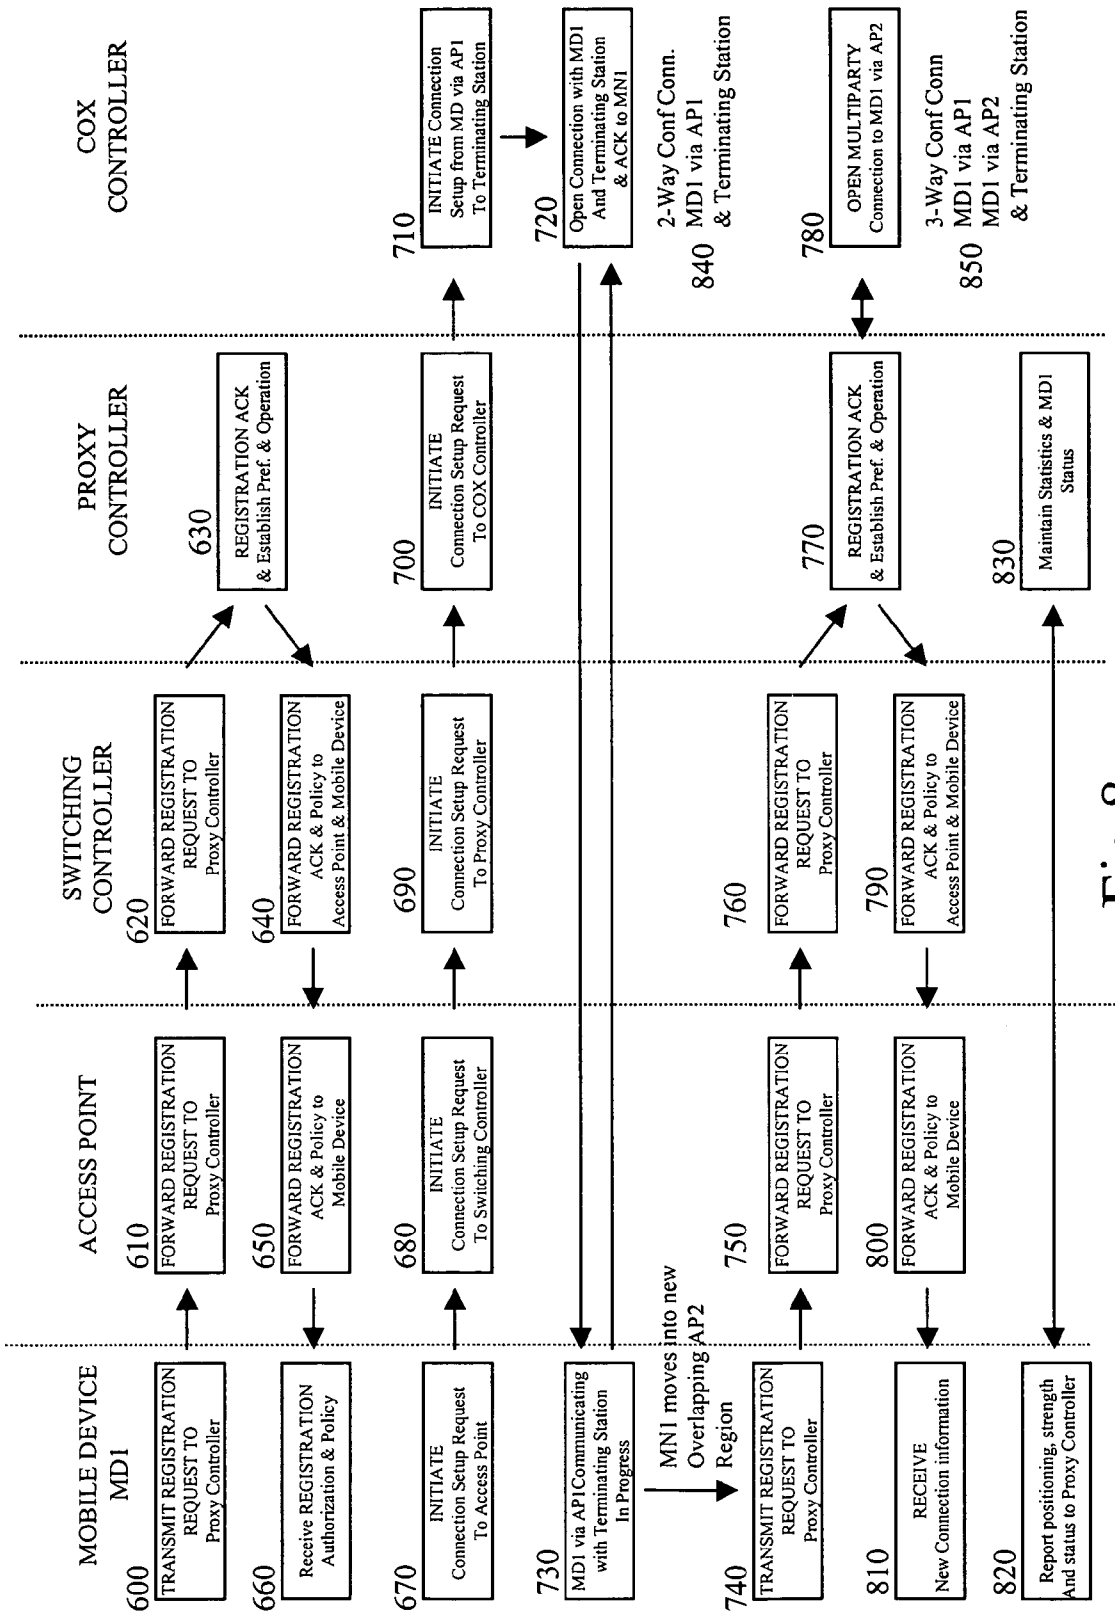 MOBILE DEVICE
MD1
ACCESS POINT
SWITCHING
CONTROLLER
PROXY
CONTROLLER
COX
CONTROLLER
600
TRANSMIT REGISTRATION
REQUEST TO
Proxy Controller
610
FORWARD REGISTRATION
REQUEST TO
Proxy Controller
620
FORWARD REGISTRATION
REQUEST TO
Proxy Controller
630
REGISTRATION ACK
& Establish Pref. & Operation
640
FORWARD REGISTRATION
ACK & Policy to
Access Point & Mobile Device
650
FORWARD REGISTRATION
ACK & Policy to
Mobile Device
660
Receive REGISTRATION
Authorization & Policy
670
INITIATE
Connection Setup Request
To Access Point
680
INITIATE
Connection Setup Request
To Switching Controller
690
INITIATE
Connection Setup Request
To Proxy Controller
700
INITIATE
Connection Setup Request
To COX Controller
710
INITIATE Connection
Setup from MD via AP1
To Terminating Station
720
Open Connection with MD1
And Terminating Station
& ACK to MN1
730
MD1 via AP1Communicating
with Terminating Station
In Progress
840
2-Way Conf Conn.
MD1 via AP1
& Terminating Station
MN1 moves into new
Overlapping AP2
Region
740
TRANSMIT REGISTRATION
REQUEST TO
Proxy Controller
750
FORWARD REGISTRATION
REQUEST TO
Proxy Controller
760
FORWARD REGISTRATION
REQUEST TO
Proxy Controller
770
REGISTRATION ACK
& Establish Pref. & Operation
780
OPEN MULTIPARTY
Connection to MD1 via AP2
790
FORWARD REGISTRATION
ACK & Policy to
Access Point & Mobile Device
800
FORWARD REGISTRATION
ACK & Policy to
Mobile Device
810
RECEIVE
New Connection information
850
3-Way Conf Conn
MD1 via AP1
MD1 via AP2
& Terminating Station
820
Report positioning, strength
And status to Proxy Controller
830
Maintain Statistics & MD1
Status